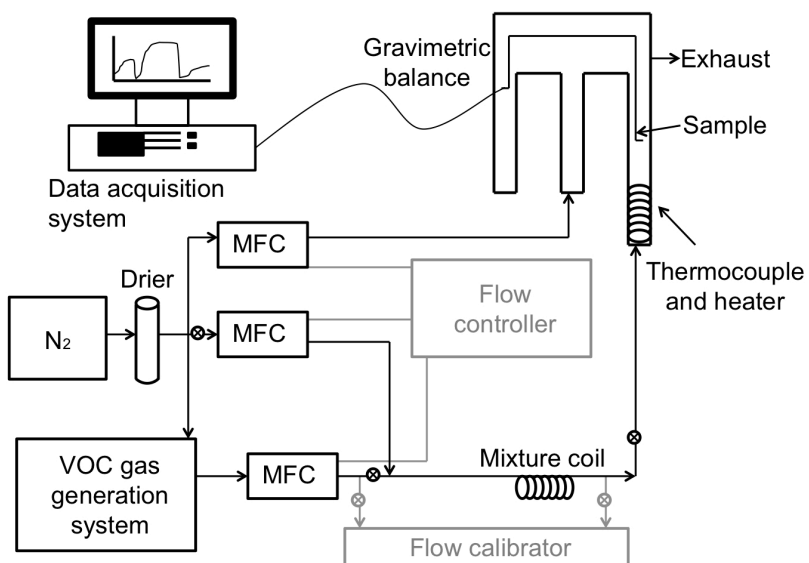 Gravimetric
balance
Exhaust
Sample
Data acquisition
system
MFC
Thermocouple
and heater
Drier
Flow
controller
N2
MFC
VOC gas
generation
system
MFC
Mixture coil
Flow calibrator